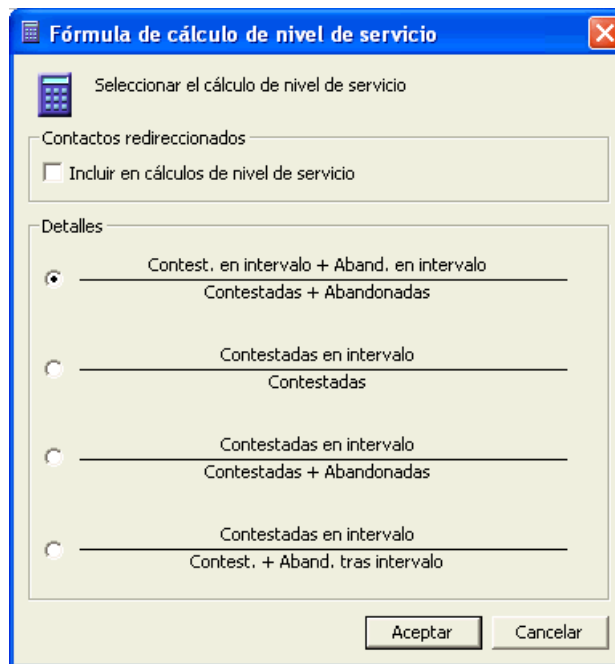 Fórmula de cálculo de nivel de servicio
Seleccionar el cálculo de nivel de servicio
Contactos redireccionados
Incluir en cálculos de nivel de servicio
Detalles
Contest. en intervalo + Aband. en intervalo
Contestadas + Abandonadas
Contestadas en intervalo
Contestadas
Contestadas en intervalo
Contestadas + Abandonadas
Contestadas en intervalo
Contest. + Aband. tras intervalo
Aceptar
Cancelar